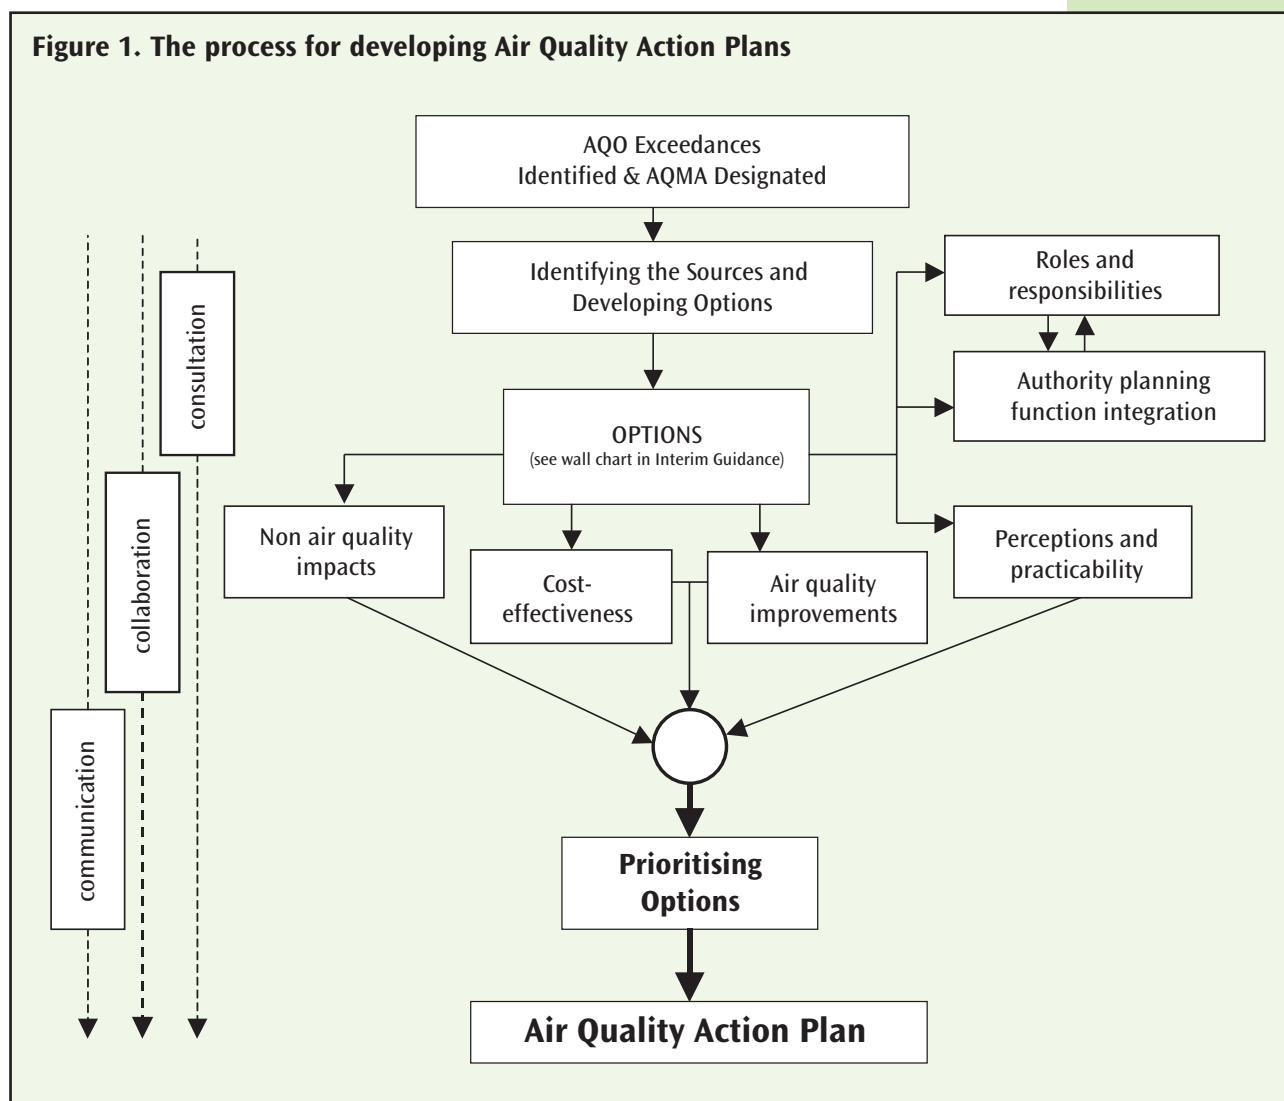 Figure 1. The process for developing Air Quality Action Plans
AQO Exceedances
Identified & AQMA Designated
Identifying the Sources and
Developing Options
Roles and
responsibilities
consultation
Authority planning
function integration
OPTIONS
(see wall chart in Interim Guidance)
collaboration
Non air quality
impacts
Cost-
effectiveness
Air quality
improvements
Perceptions and
practicability
communication
Prioritising
Options
Air Quality Action Plan